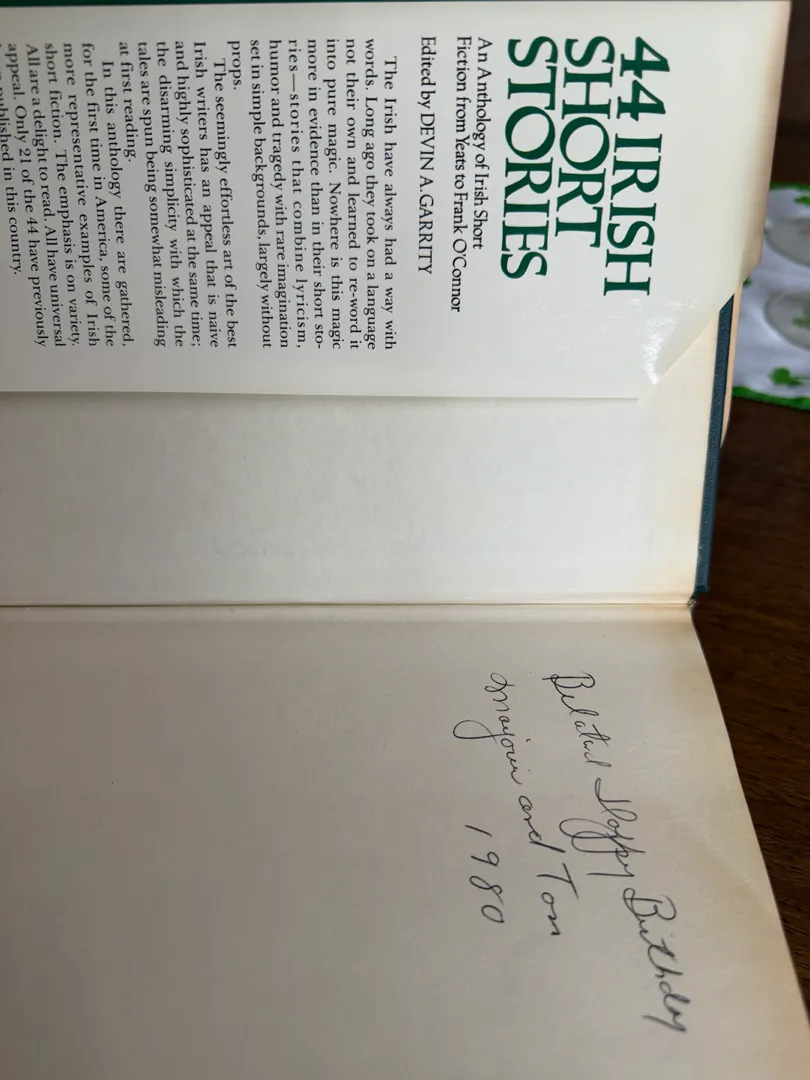 44 IRISH
SHORT
STORIES
An Anthology of Irish Short
Fiction from Yeats to Frank O'Connor
Edited by DEVIN A. GARRITY
The Irish have always had a way with
words. Long ago they took on a language
not their own and learned to re-word it
into pure magic. Nowhere is this magic
more in evidence than in their short sto-
ries—stories that combine lyricism,
humor and tragedy with rare imagination
set in simple backgrounds, largely without
props.
The seemingly effortless art of the best
Irish writers has an appeal that is naive
and highly sophisticated at the same time;
the disarming simplicity with which the
tales are spun being somewhat misleading
at first reading.
In this anthology there are gathered,
for the first time in America, some of the
more representative examples of Irish
short fiction. The emphasis is on variety.
All are a delight to read. All have universal
appeal. Only 21 of the 44 have previously
published in this country.
Belated Happy Birthday
and Tom
1980